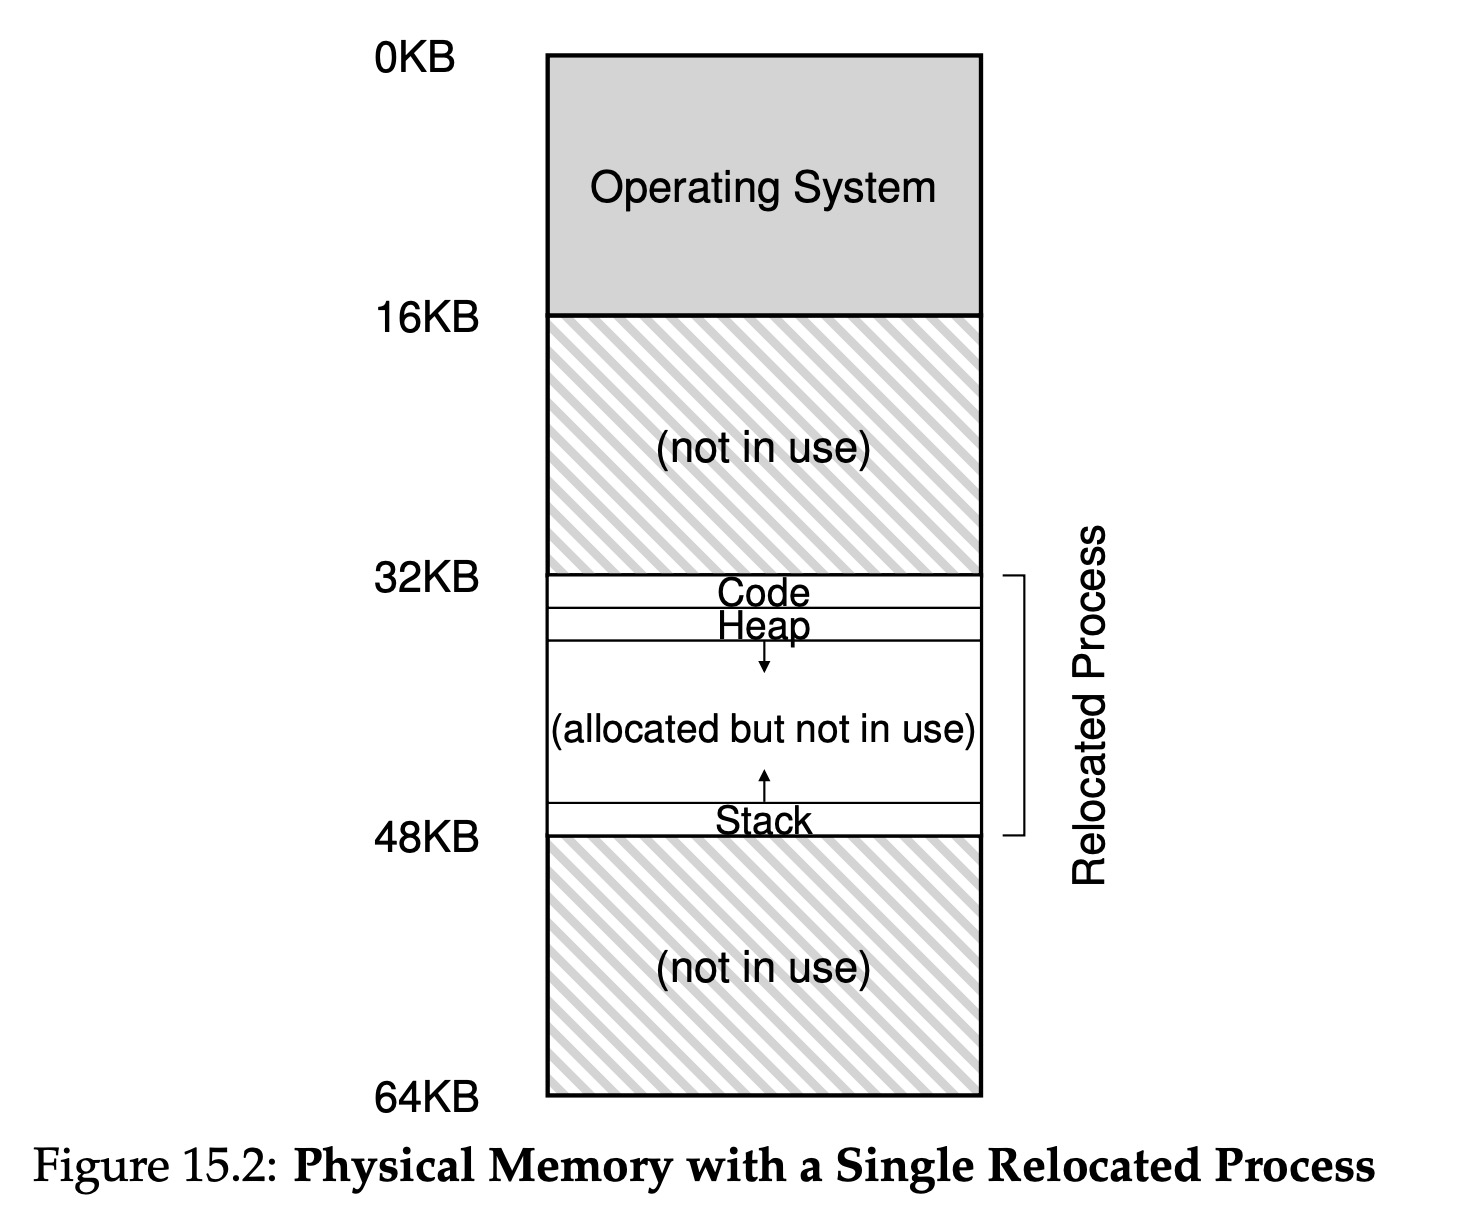 0KB
Operating System
16KB
(not in use)
32KB
Code
Heap
(allocated but not in use)
Stack
48KB
Relocated Process
(not in use)
64KB
Figure 15.2: Physical Memory with a Single Relocated Process